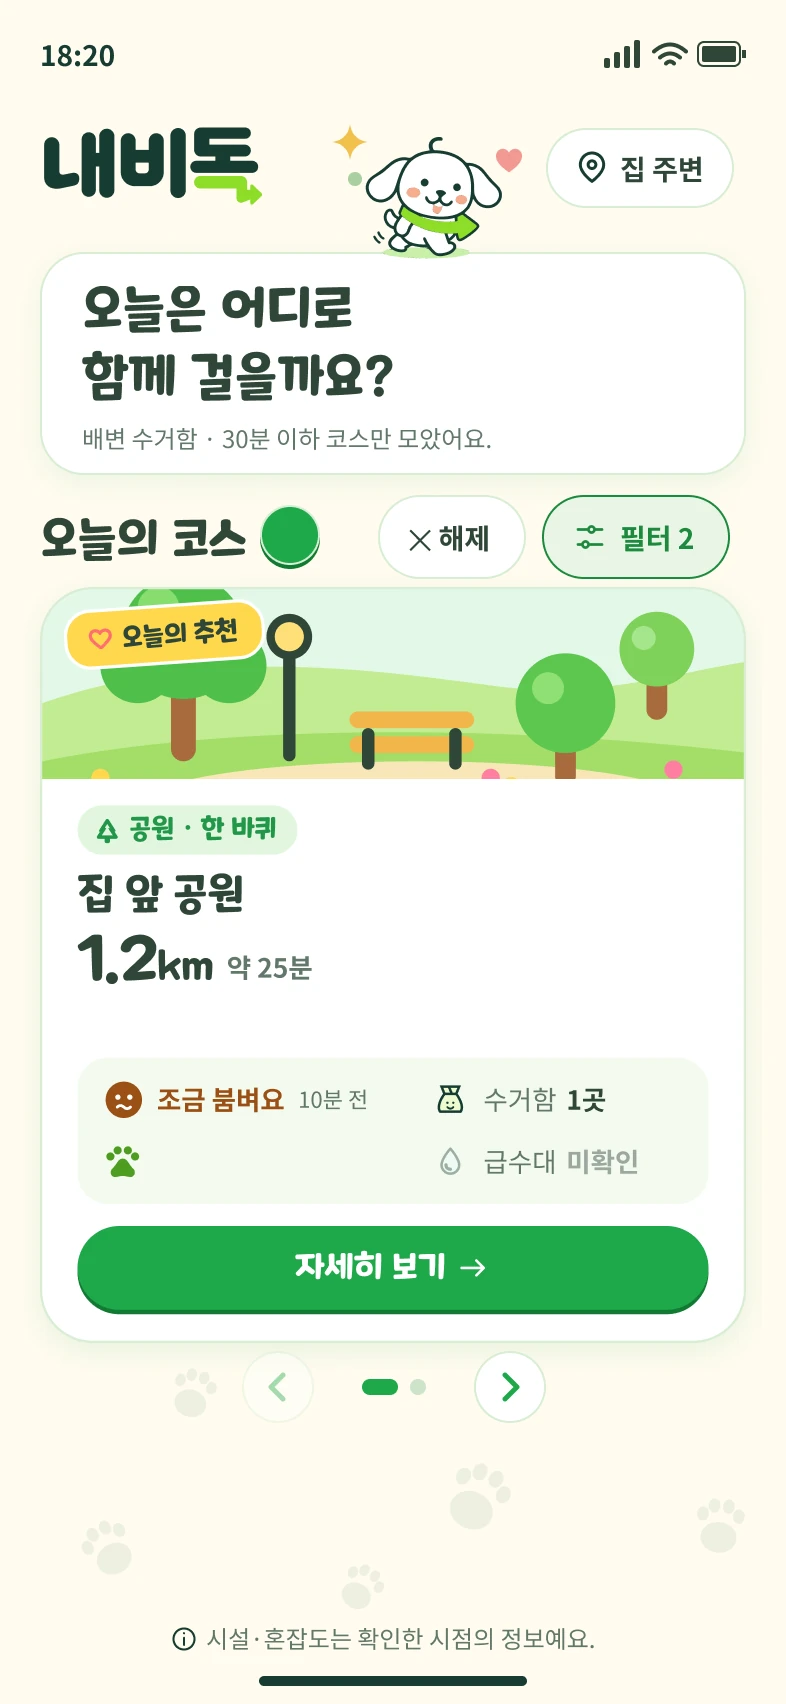 18:20
내비독
집 주변
오늘은 어디로
함께 걸을까요?
배변 수거함 · 30분 이하 코스만 모았어요.
오늘의 코스
해제
필터 2
오늘의 추천
공원 · 한 바퀴
집 앞 공원
1.2km 약 25분
조금 붐벼요 10분 전
수거함 1곳
급수대 미확인
자세히 보기 →
시설·혼잡도는 확인한 시점의 정보예요.